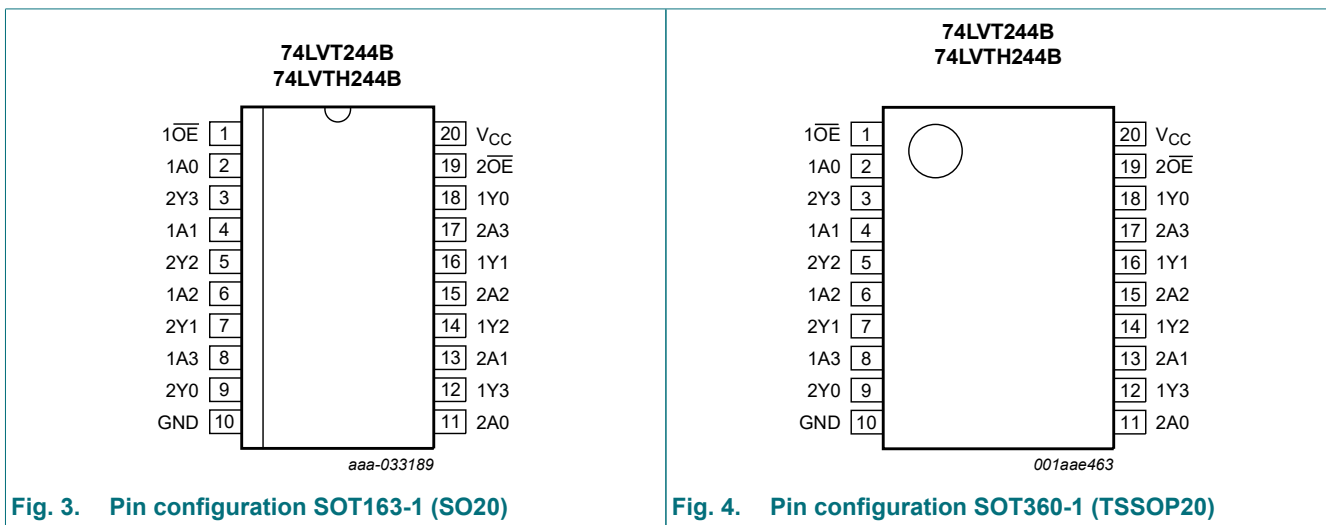 74LVT244B
74LVTH244B
1O̅E̅ 1
1A0 2
2Y3 3
1A1 4
2Y2 5
1A2 6
2Y1 7
1A3 8
2Y0 9
GND 10
20 VCC
19 2O̅E̅
18 1Y0
17 2A3
16 1Y1
15 2A2
14 1Y2
13 2A1
12 1Y3
11 2A0
aaa-033189
Fig. 3. Pin configuration SOT163-1 (SO20)
74LVT244B
74LVTH244B
1O̅E̅ 1
1A0 2
2Y3 3
1A1 4
2Y2 5
1A2 6
2Y1 7
1A3 8
2Y0 9
GND 10
20 VCC
19 2O̅E̅
18 1Y0
17 2A3
16 1Y1
15 2A2
14 1Y2
13 2A1
12 1Y3
11 2A0
001aae463
Fig. 4. Pin configuration SOT360-1 (TSSOP20)